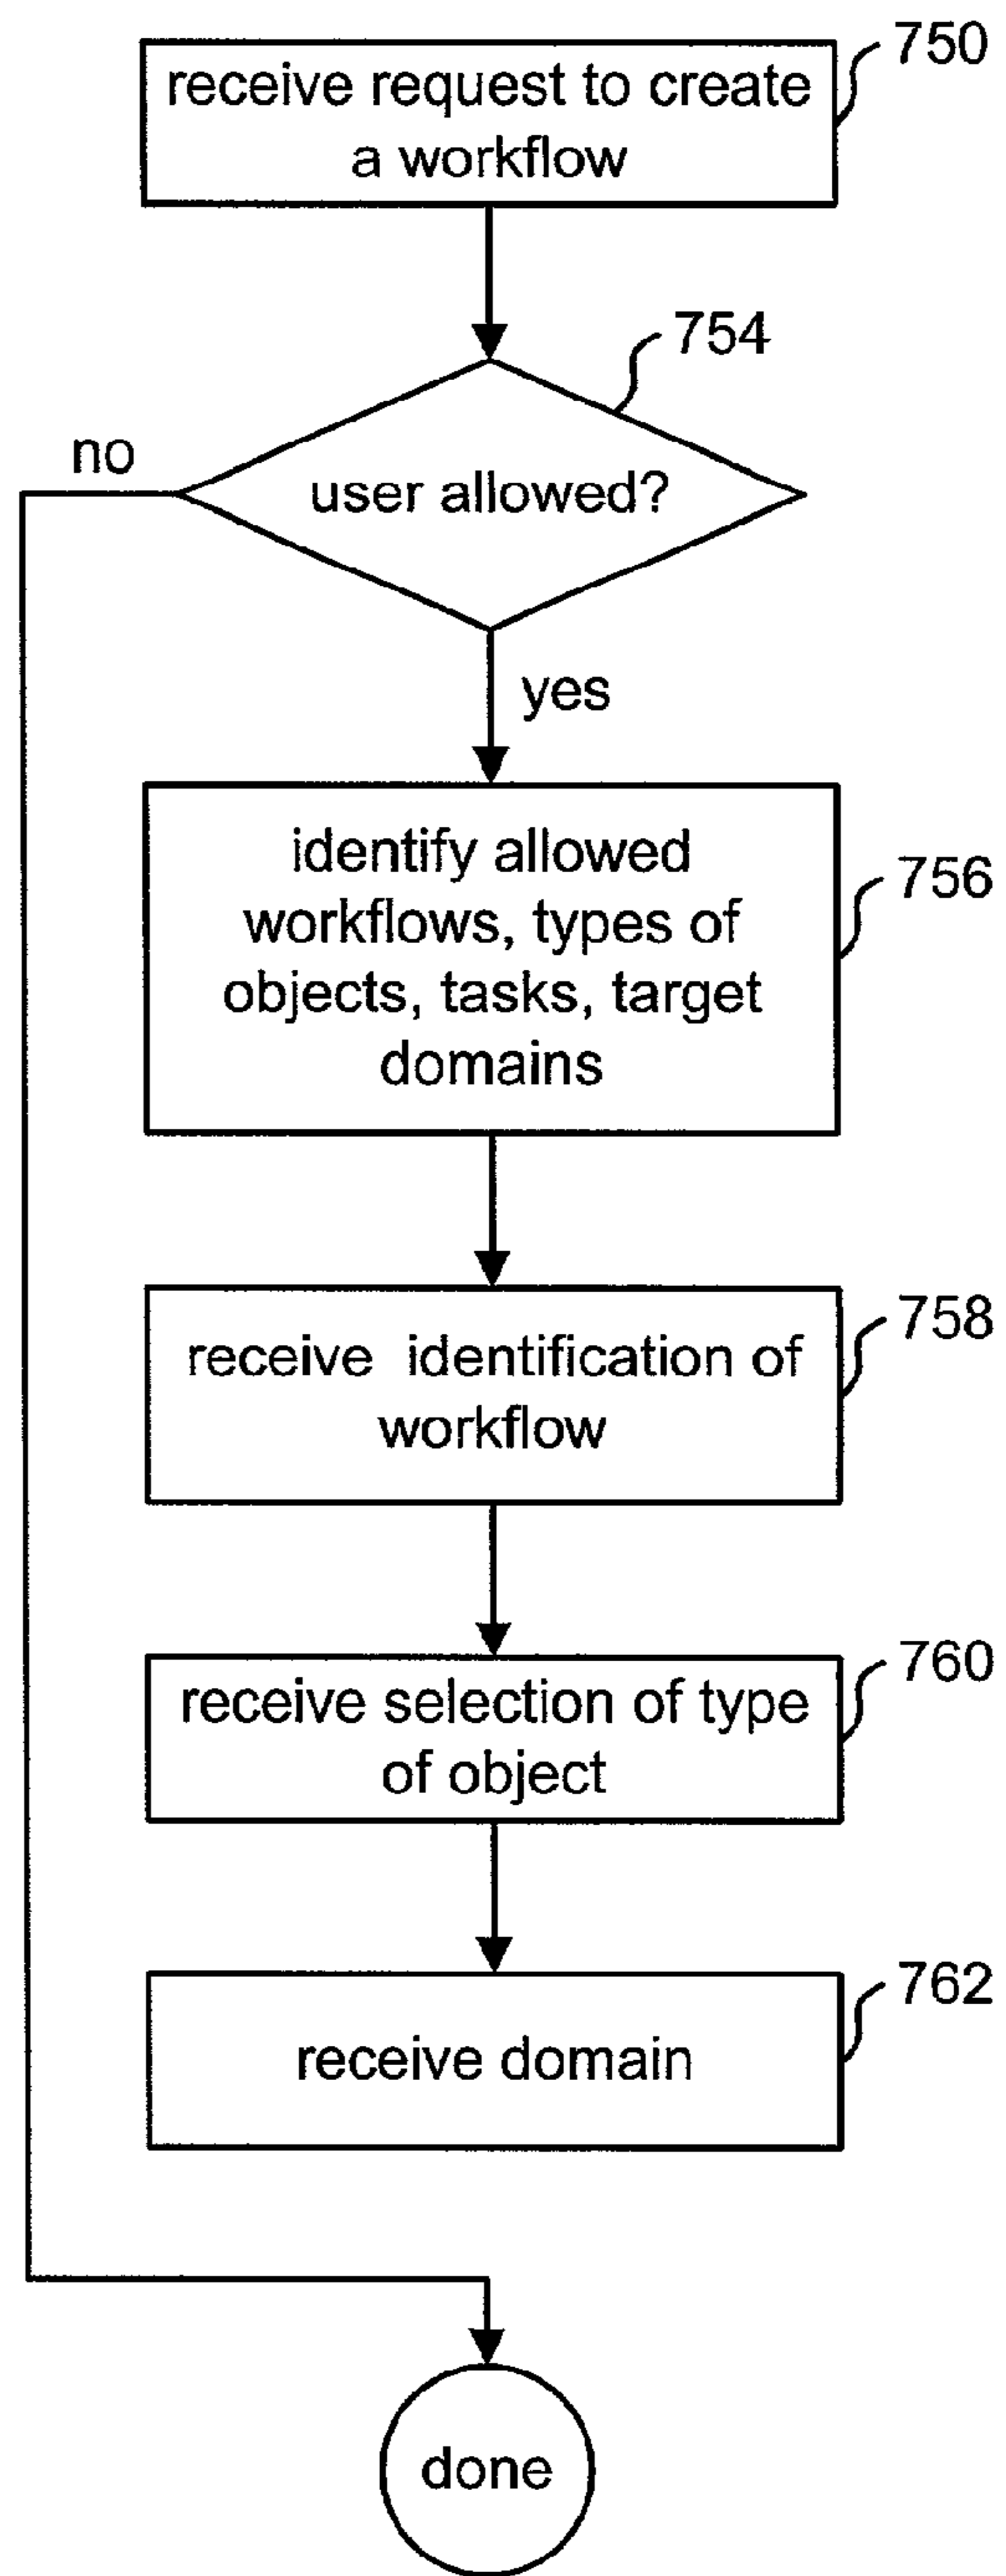 750
receive request to create
a workflow
754
no
user allowed?
yes
756
identify allowed
workflows, types of
objects, tasks, target
domains
758
receive identification of
workflow
760
receive selection of type
of object
762
receive domain
done